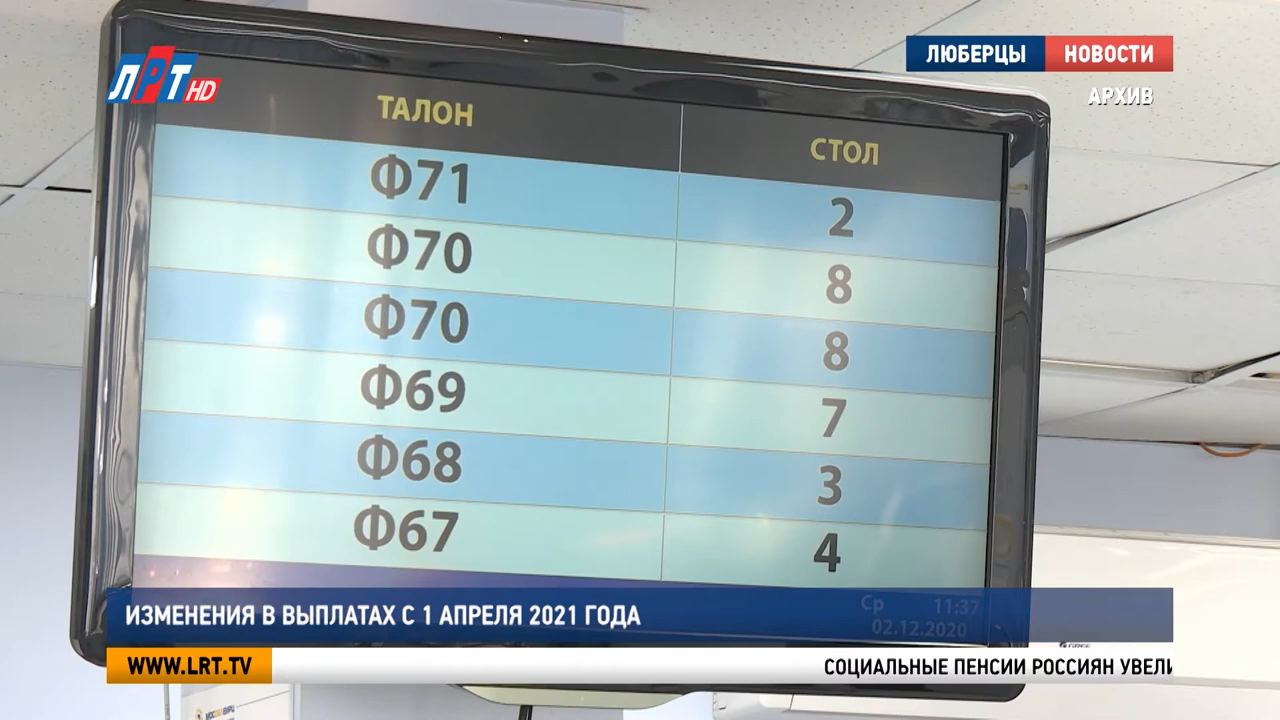 ЛРТ HD
ЛЮБЕРЦЫ НОВОСТИ
АРХИВ
ТАЛОН СТОЛ
Ф71 2
Ф70 8
Ф70 8
Ф69 7
Ф68 3
Ф67 4
Ср 11:37
02.12.2020
ИЗМЕНЕНИЯ В ВЫПЛАТАХ С 1 АПРЕЛЯ 2021 ГОДА
WWW.LRT.TV СОЦИАЛЬНЫЕ ПЕНСИИ РОССИЯН УВЕЛИ